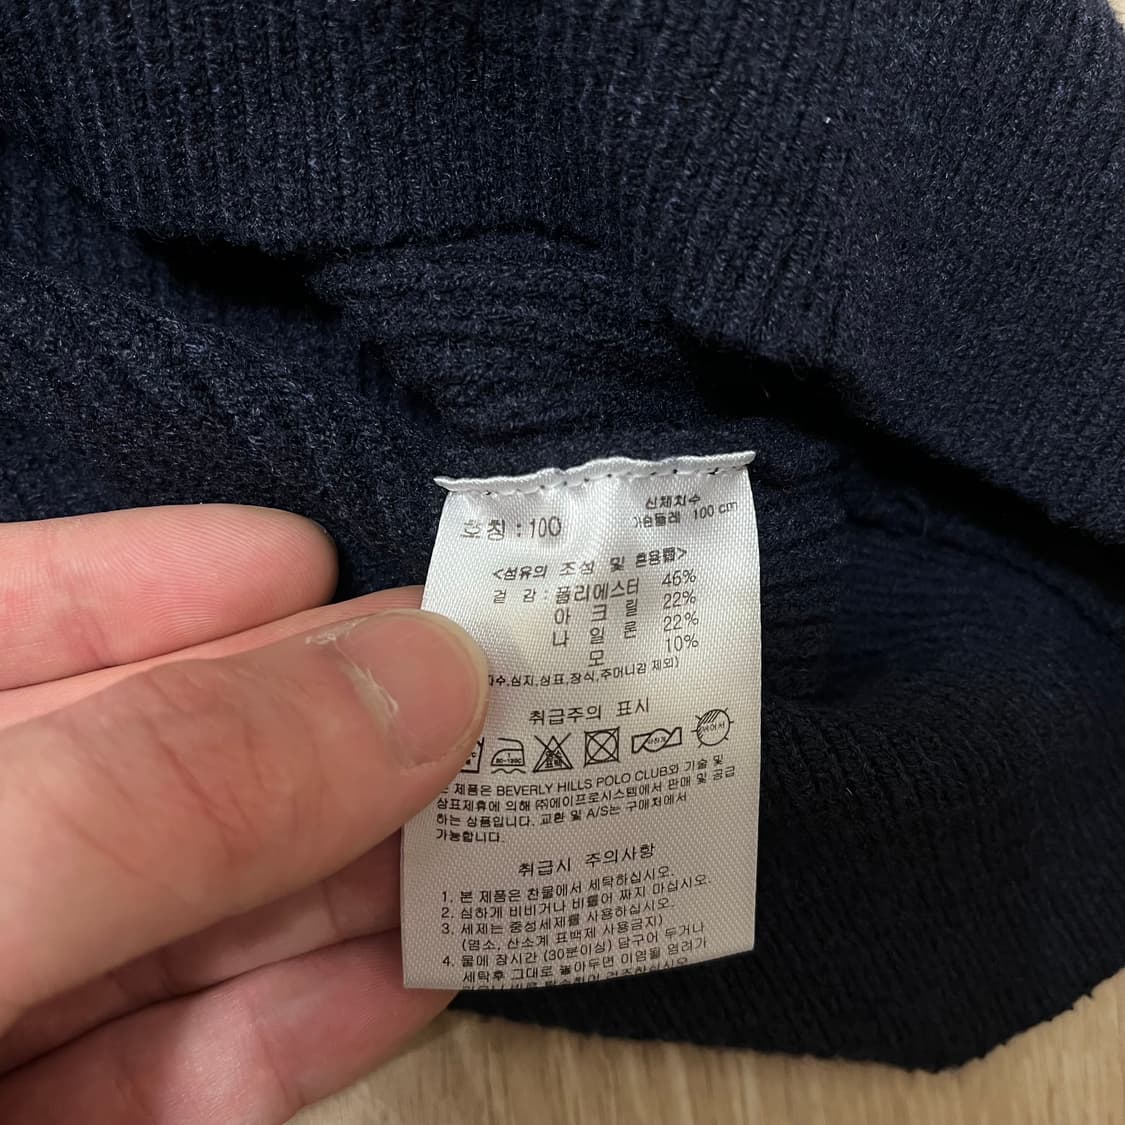 호칭 : 100
신체치수
가슴둘레 100 cm
<섬유의 조성 및 혼용률>
겉 감 : 폴리에스터 46%
아 크 릴 22%
나 일 론 22%
모 10%
심지,상표,장식,주머니감 제외)
취급주의 표시
80~120℃
제품은 BEVERLY HILLS POLO CLUB와 기술 및
상표제휴에 의해 ㈜에이프로시스템에서 판매 및 공급
하는 상품입니다. 교환 및 A/S는 구매처에서
가능합니다.
취급시 주의사항
1. 본 제품은 찬물에서 세탁하십시오.
2. 심하게 비비거나 비틀어 짜지 마십시오.
3. 세제는 중성세제를 사용하십시오.
(염소, 산소계 표백제 사용금지)
4. 물에 장시간 (30분이상) 담구어 두거나
세탁후 그대로 놓아두면 이염될 염려가